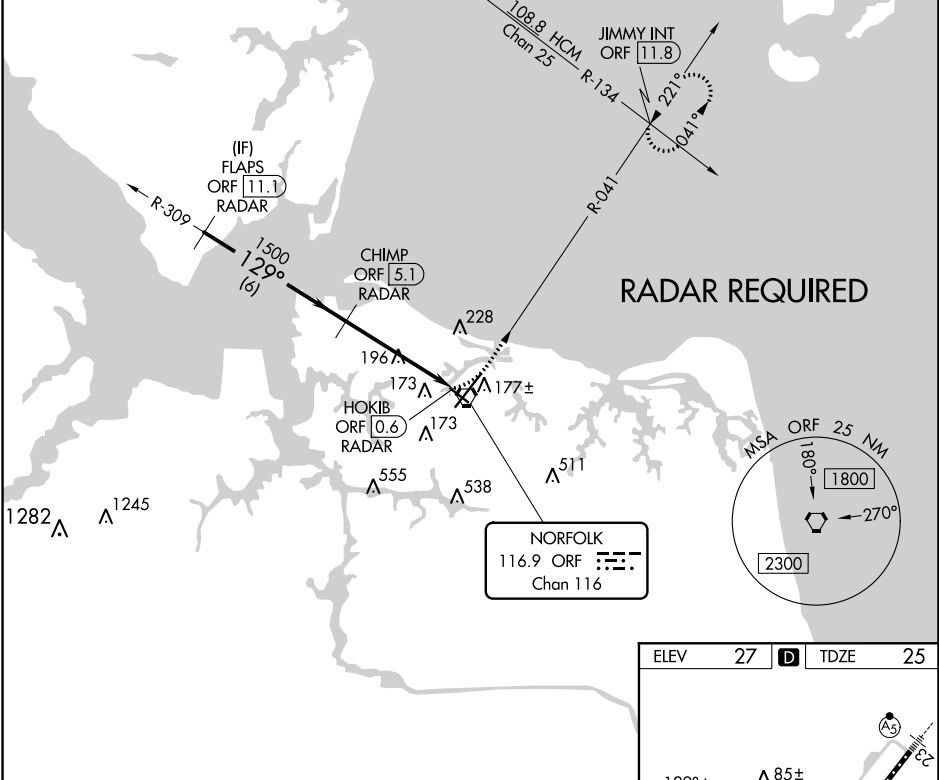 108.8 HCM
Chan 25
R-134
JIMMY INT
ORF 11.8
221°
041°
R-041
(IF)
FLAPS
ORF 11.1
RADAR
R-309
1500
129°
(6)
CHIMP
ORF 5.1
RADAR
RADAR REQUIRED
228
196
173
177±
HOKIB
ORF 0.6
RADAR
173
555
538
511
1282
1245
MSA ORF 25 NM
180°
1800
270°
2300
NORFOLK
116.9 ORF
Chan 116
ELEV 27 D TDZE 25
A5
23
85±